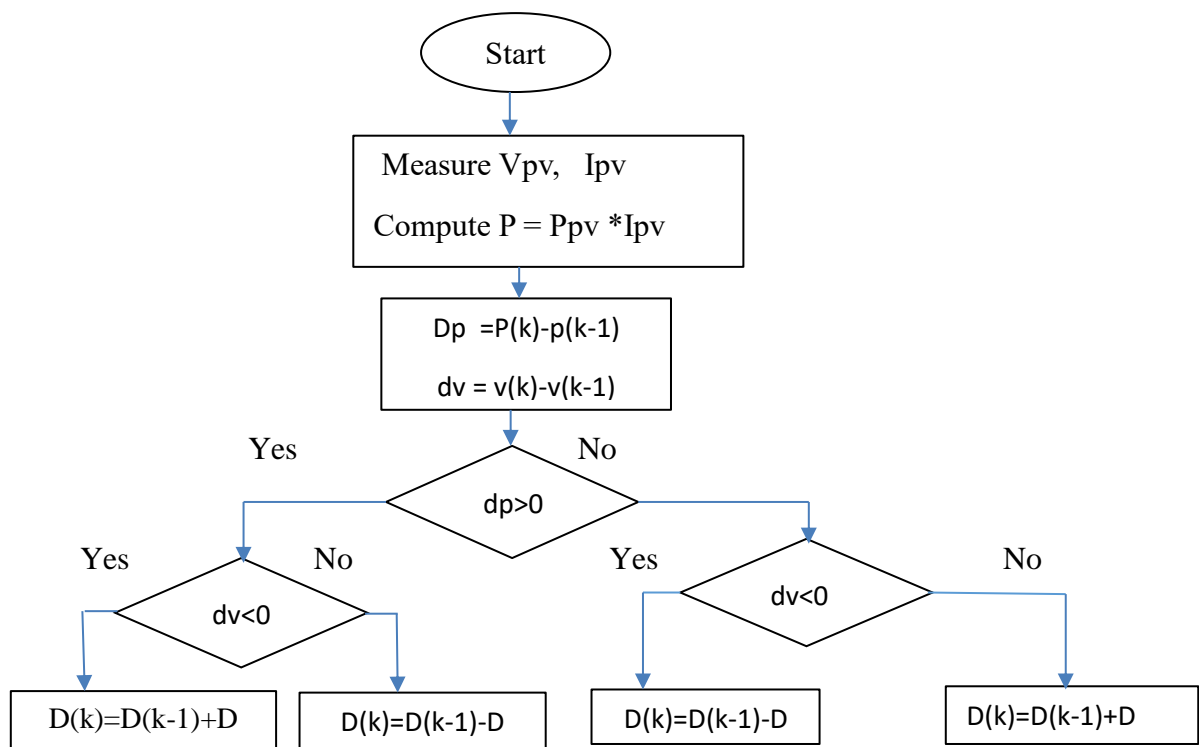 Start
Measure Vpv, Ipv
Compute P = Ppv *Ipv
Dp =P(k)-p(k-1)
dv = v(k)-v(k-1)
Yes
No
dp>0
Yes
No
Yes
No
dv<0
dv<0
D(k)=D(k-1)+D
D(k)=D(k-1)-D
D(k)=D(k-1)-D
D(k)=D(k-1)+D